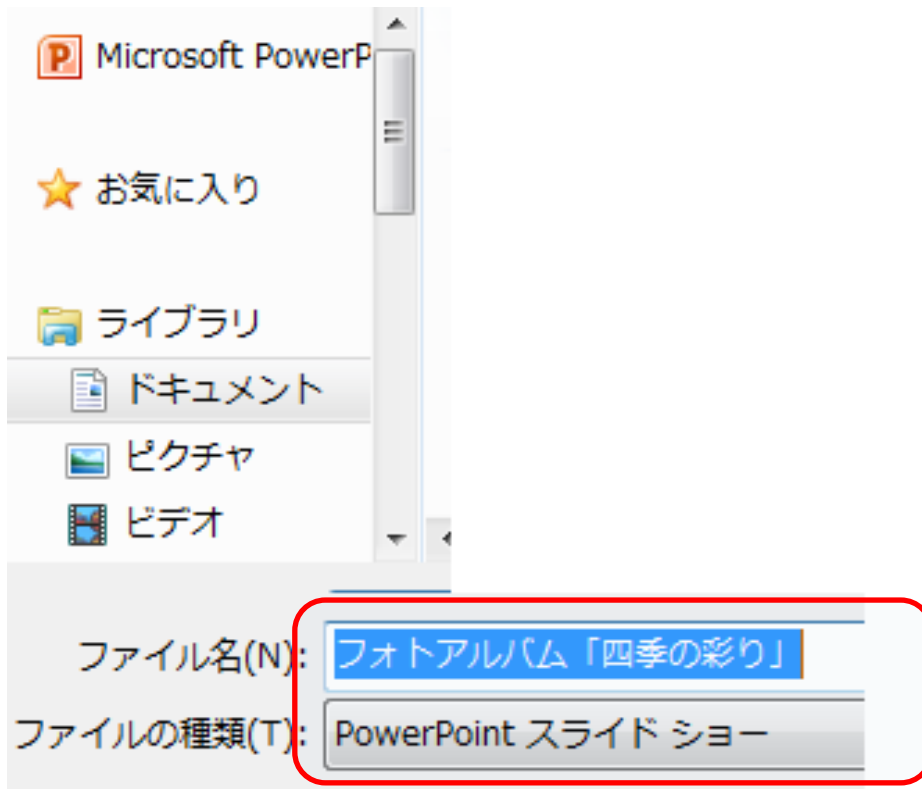 Microsoft PowerP
お気に入り
ライブラリ
ドキュメント
ピクチャ
ビデオ
ファイル名(N): フォトアルバム「四季の彩り」
ファイルの種類(T): PowerPoint スライド ショー